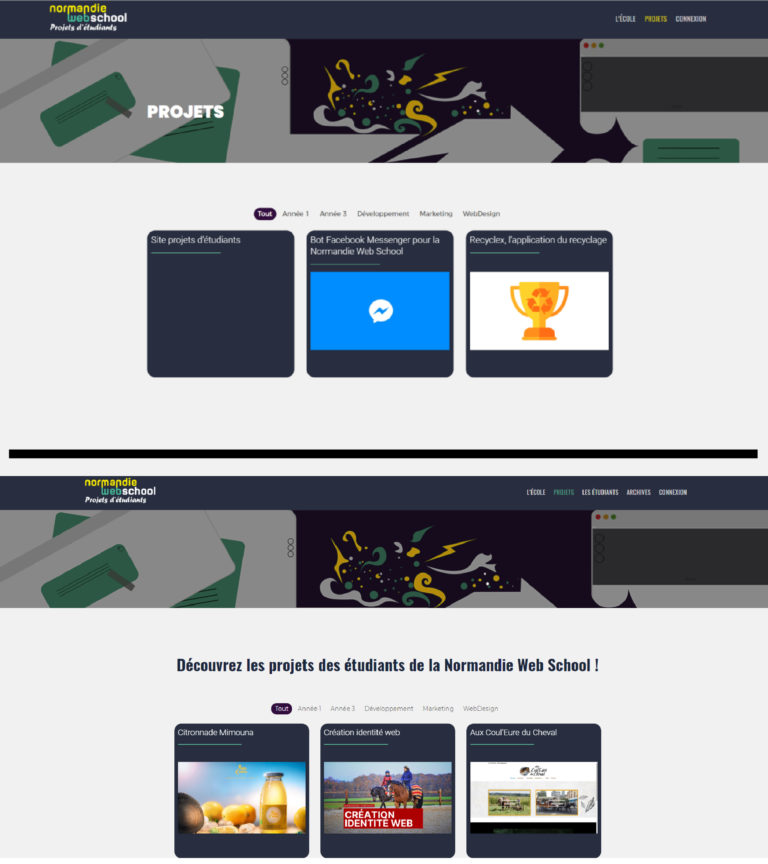 normandie
webschool
Projets d'étudiants
L'ÉCOLE PROJETS CONNEXION
PROJETS
Tout Année 1 Année 3 Développement Marketing WebDesign
Site projets d'étudiants
Bot Facebook Messenger pour la
Normandie Web School
Recyclex, l'application du recyclage
normandie
webschool
Projets d'étudiants
L'ÉCOLE PROJETS LES ÉTUDIANTS ARCHIVES CONNEXION
Découvrez les projets des étudiants de la Normandie Web School !
Tout Année 1 Année 3 Développement Marketing WebDesign
Citronnade Mimouna
Création identité web
CRÉATION
IDENTITÉ WEB
Aux Coul'Eure du Cheval